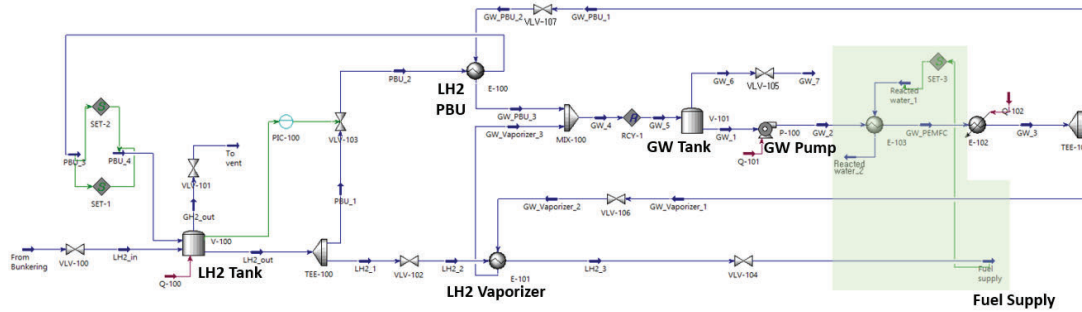 GW_PBU_2
VLV-107
GW_PBU_1
PBU_2
LH2
PBU
E-100
GW_6
VLV-105
GW_7
SET-3
Reacted
water_1
SET-2
PBU_3
PBU_4
SET-1
To
vent
PIC-100
VLV-103
GW_PBU_3
GW_Vaporizer_3
MIX-100
GW_4
RCY-1
GW_5
V-101
GW_1
P-100
GW_2
GW_PEMFC
Q-102
GW_3
E-102
TEE-10
GW Tank
GW Pump
Q-101
E-103
Reacted
water_2
VLV-101
GH2_out
PBU_1
GW_Vaporizer_2
VLV-106
GW_Vaporizer_1
From
Bunkering
VLV-100
LH2_in
V-100
LH2_out
Q-100
LH2 Tank
TEE-100
LH2_1
VLV-102
LH2_2
E-101
LH2_3
VLV-104
Fuel
supply
LH2 Vaporizer
Fuel Supply